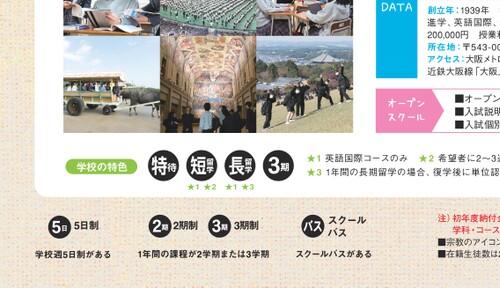 DATA
創立年：1939年
進学、英語国際、
200,000円　授業料
所在地：〒543-00
アクセス：大阪メトロ
近鉄大阪線「大阪
オープン
スクール
■オープン
■入試説明
■入試個別
学校の特色
特待 短留学 長留学 3期
★1 ★2 ★1 ★3
★1 英語国際コースのみ ★2 希望者に2〜3週
★3 1年間の長期留学の場合、復学後に単位認
5日 5日制
学校週5日制がある
2期 2期制 3期 3期制
1年間の課程が2学期または3学期
バス スクールバス
スクールバスがある
注）初年度納付金
学科・コース
■宗教のアイコン
■在籍生徒数は